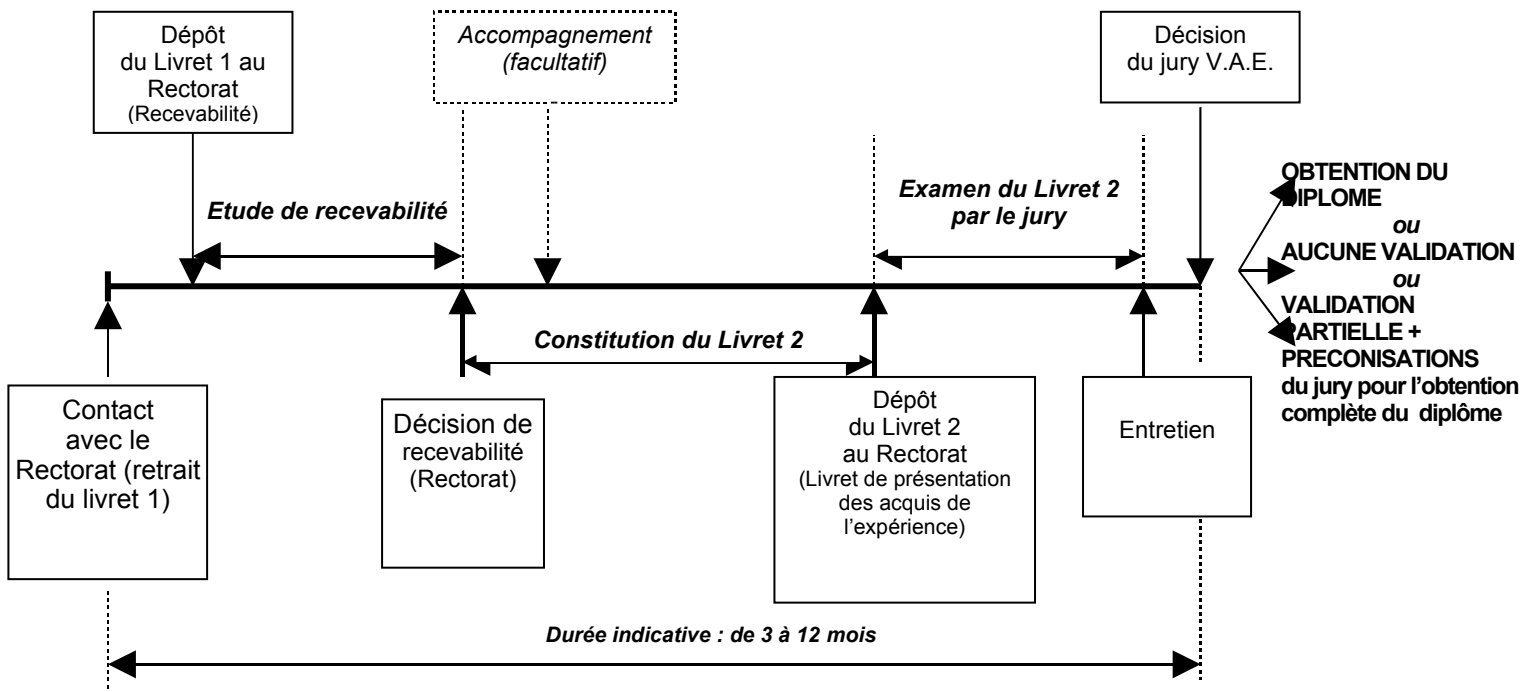 Dépôt
du Livret 1 au
Rectorat
(Recevabilité)
Accompagnement
(facultatif)
Décision
du jury V.A.E.
Etude de recevabilité
Examen du Livret 2
par le jury
OBTENTION DU
DIPLOME
ou
AUCUNE VALIDATION
ou
VALIDATION
PARTIELLE +
PRECONISATIONS
du jury pour l'obtention
complète du diplôme
Constitution du Livret 2
Contact
avec le
Rectorat (retrait
du livret 1)
Décision de
recevabilité
(Rectorat)
Dépôt
du Livret 2
au Rectorat
(Livret de présentation
des acquis de
l'expérience)
Entretien
Durée indicative : de 3 à 12 mois